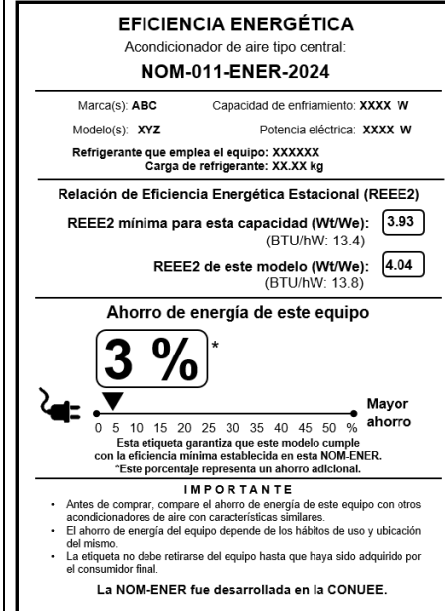 EFICIENCIA ENERGÉTICA
Acondicionador de aire tipo central:
NOM-011-ENER-2024
Marca(s): ABC Capacidad de enfriamiento: XXXX W
Modelo(s): XYZ Potencia eléctrica: XXXX W
Refrigerante que emplea el equipo: XXXXXX
Carga de refrigerante: XX.XX kg
Relación de Eficiencia Energética Estacional (REEE2)
REEE2 mínima para esta capacidad (Wt/We): 3.93
(BTU/hW: 13.4)
REEE2 de este modelo (Wt/We): 4.04
(BTU/hW: 13.8)
Ahorro de energía de este equipo
3 %*
Mayor
ahorro
0 5 10 15 20 25 30 35 40 45 50 %
Esta etiqueta garantiza que este modelo cumple
con la eficiencia mínima establecida en esta NOM-ENER.
*Este porcentaje representa un ahorro adicional.
IMPORTANTE
• Antes de comprar, compare el ahorro de energía de este equipo con otros
acondicionadores de aire con características similares.
• El ahorro de energía del equipo depende de los hábitos de uso y ubicación
del mismo.
• La etiqueta no debe retirarse del equipo hasta que haya sido adquirido por
el consumidor final.
La NOM-ENER fue desarrollada en la CONUEE.